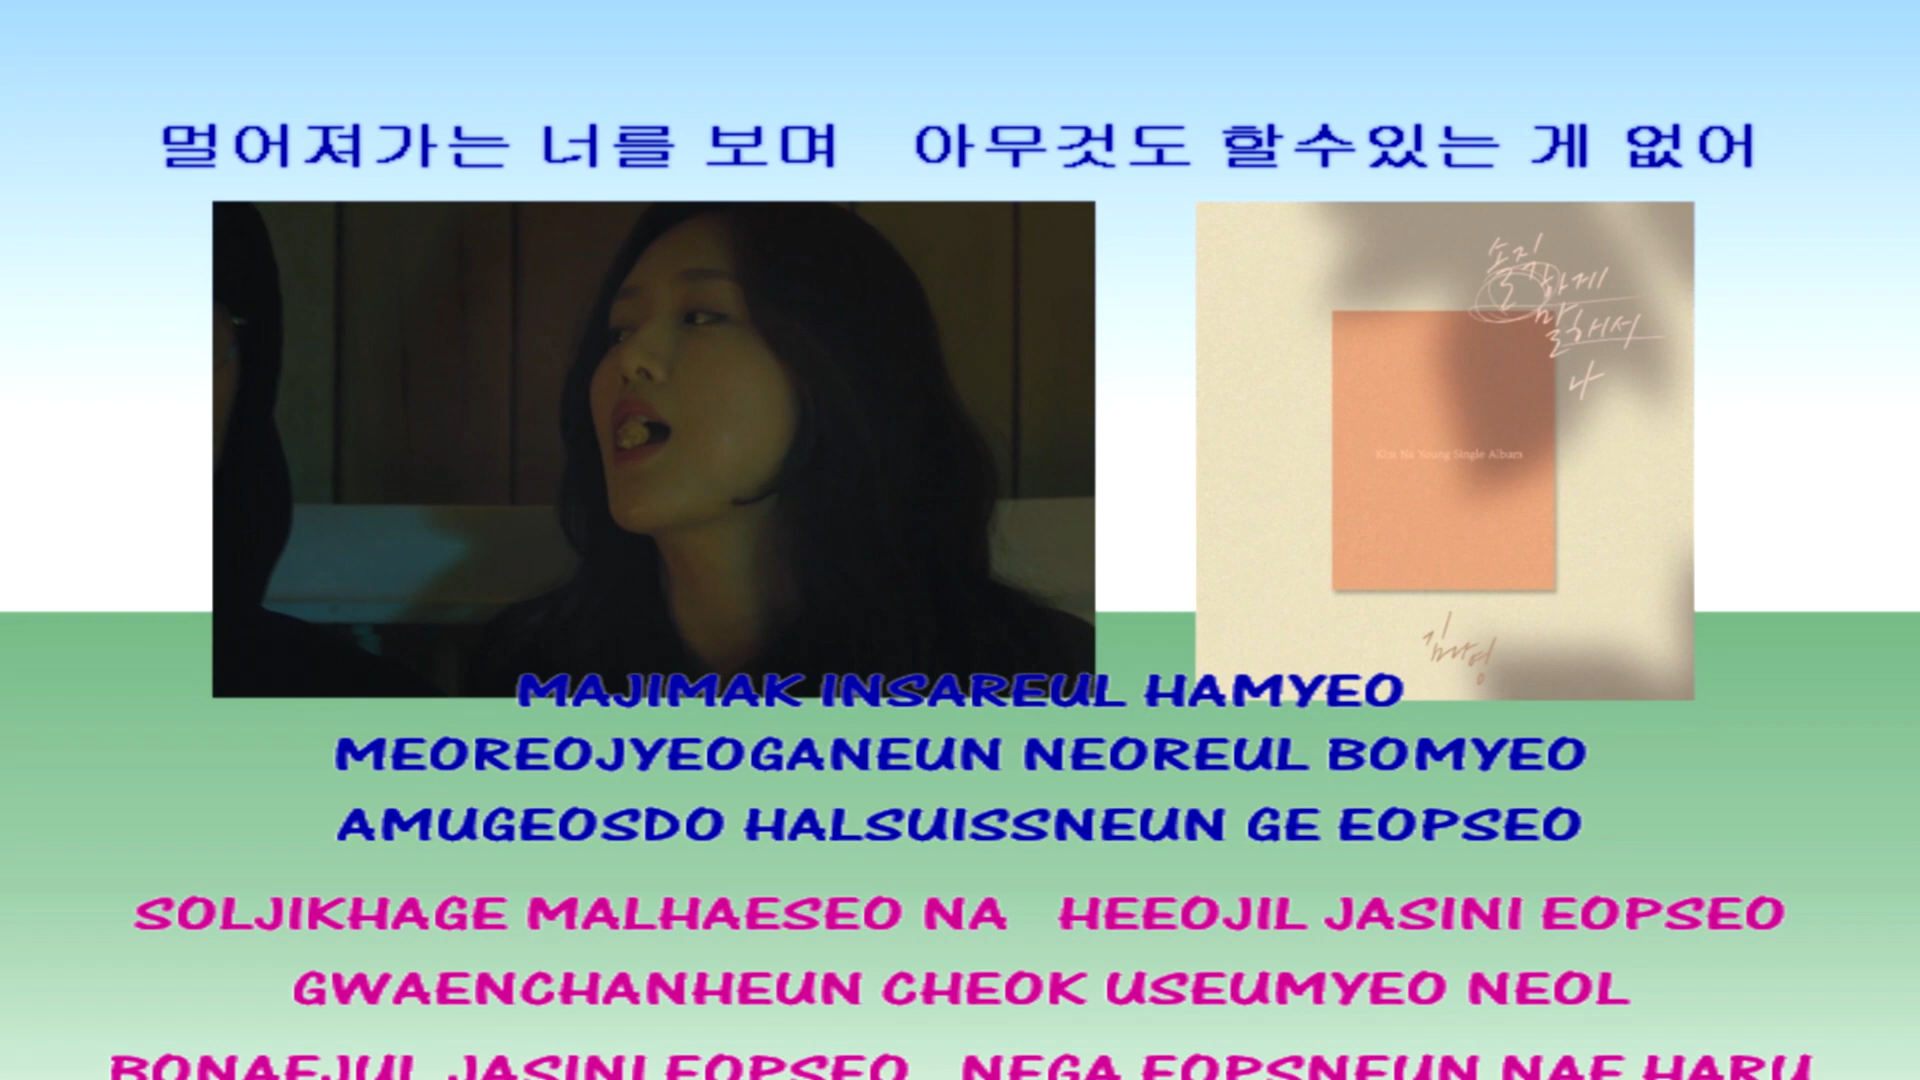 멀어져가는 너를 보며 아무것도 할수있는 게 없어
솔직
하게
말해서
나
Kim Na Young Single Album
김나영
MAJIMAK INSAREUL HAMYEO
MEOREOJYEOGANEUN NEOREUL BOMYEO
AMUGEOSDO HALSUISSNEUN GE EOPSEO
SOLJIKHAGE MALHAESEO NA HEEOJIL JASINI EOPSEO
GWAENCHANHEUN CHEOK USEUMYEO NEOL
BONAEJUL JASINI EOPSEO NEGA EOPSNEUN NAE HARU